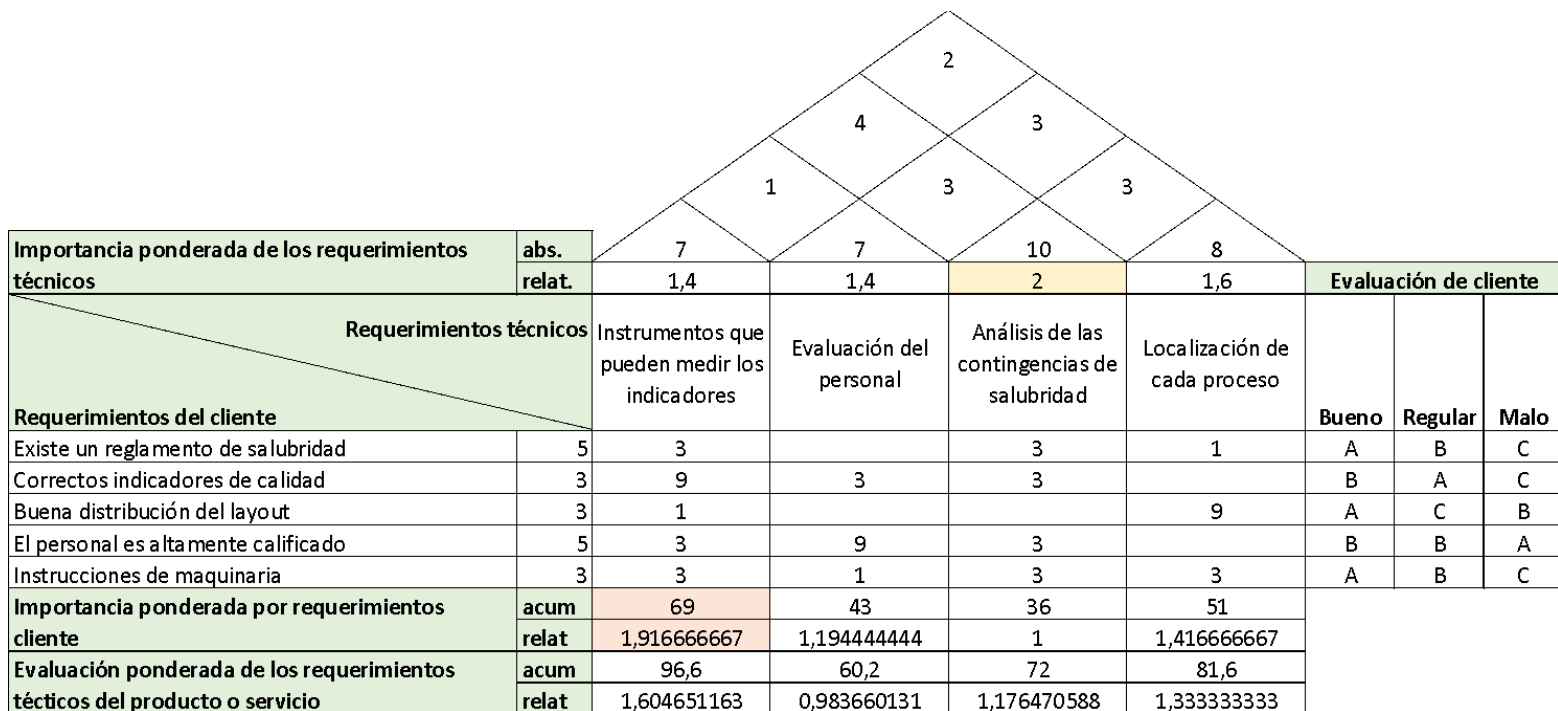 2
4 3
1 3 3
Importancia ponderada de los requerimientos abs. 7 7 10 8
técnicos relat. 1,4 1,4 2 1,6 Evaluación de cliente
Requerimientos técnicos
Requerimientos del cliente
Instrumentos que
pueden medir los
indicadores
Evaluación del
personal
Análisis de las
contingencias de
salubridad
Localización de
cada proceso
Bueno Regular Malo
Existe un reglamento de salubridad 5 3 3 1 A B C
Correctos indicadores de calidad 3 9 3 3 B A C
Buena distribución del layout 3 1 9 A C B
El personal es altamente calificado 5 3 9 3 B B A
Instrucciones de maquinaria 3 3 1 3 3 A B C
Importancia ponderada por requerimientos acum 69 43 36 51
cliente relat 1,916666667 1,194444444 1 1,416666667
Evaluación ponderada de los requerimientos acum 96,6 60,2 72 81,6
técticos del producto o servicio relat 1,604651163 0,983660131 1,176470588 1,333333333